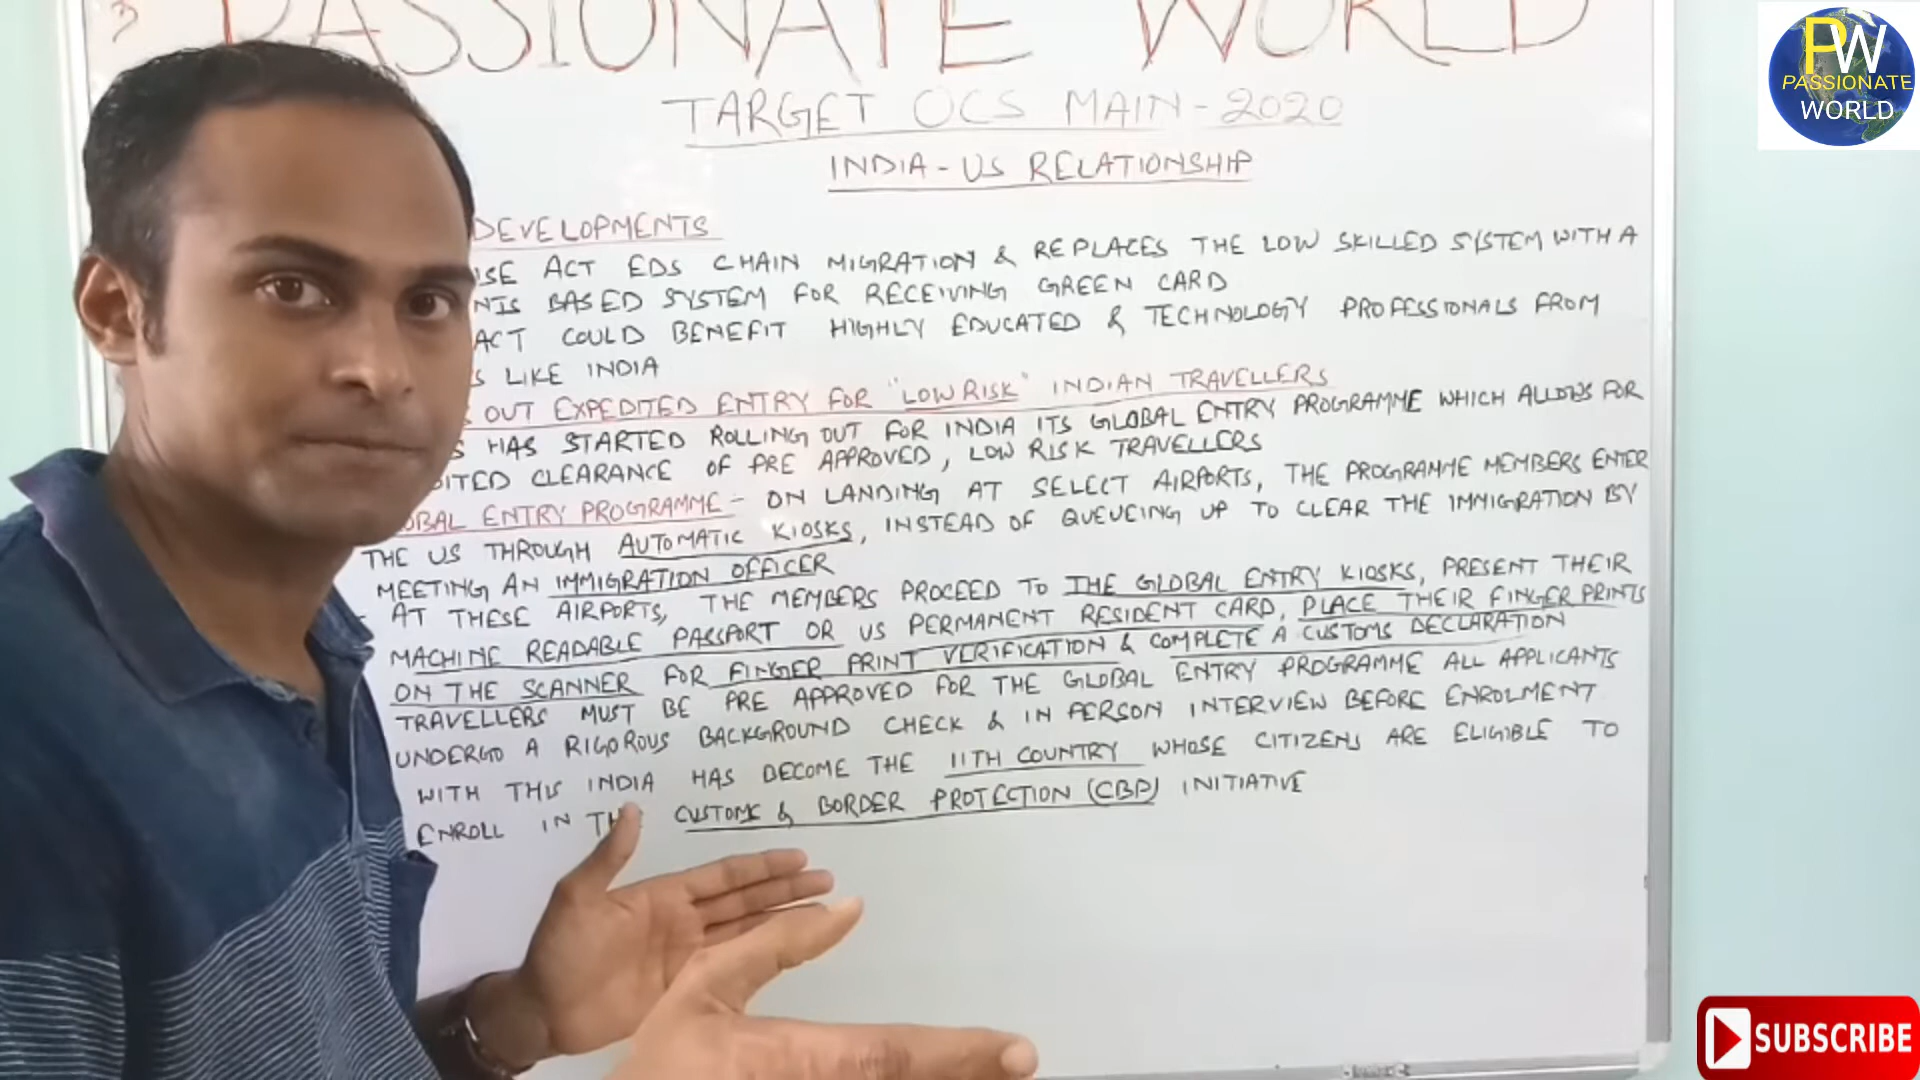 PASSIONATE WORLD
TARGET OCS MAIN - 2020
INDIA - US RELATIONSHIP
DEVELOPMENTS
ACT EDS CHAIN MIGRATION & REPLACES THE LOW SKILLED SYSTEM WITH A
BASED SYSTEM FOR RECEIVING GREEN CARD
ACT COULD BENEFIT HIGHLY EDUCATED & TECHNOLOGY PROFESSIONALS FROM
LIKE INDIA
OUT EXPEDITED ENTRY FOR "LOW RISK" INDIAN TRAVELLERS
HAS STARTED ROLLING OUT FOR INDIA ITS GLOBAL ENTRY PROGRAMME WHICH ALLOWS FOR
DITED CLEARANCE OF PRE APPROVED, LOW RISK TRAVELLERS
OBAL ENTRY PROGRAMME - ON LANDING AT SELECT AIRPORTS, THE PROGRAMME MEMBERS ENTER
THE US THROUGH AUTOMATIC KIOSKS, INSTEAD OF QUEUEING UP TO CLEAR THE IMMIGRATION BY
MEETING AN IMMIGRATION OFFICER
AT THESE AIRPORTS, THE MEMBERS PROCEED TO THE GLOBAL ENTRY KIOSKS, PRESENT THEIR
MACHINE READABLE PASSPORT OR US PERMANENT RESIDENT CARD, PLACE THEIR FINGER PRINTS
ON THE SCANNER FOR FINGER PRINT VERIFICATION & COMPLETE A CUSTOMS DECLARATION
TRAVELLERS MUST BE PRE APPROVED FOR THE GLOBAL ENTRY PROGRAMME ALL APPLICANTS
UNDERGO A RIGOROUS BACKGROUND CHECK & IN PERSON INTERVIEW BEFORE ENROLMENT
WITH THIS INDIA HAS BECOME THE 11TH COUNTRY WHOSE CITIZENS ARE ELIGIBLE TO
ENROLL IN THE CUSTOMS & BORDER PROTECTION (CBP) INITIATIVE
PW
PASSIONATE
WORLD
SUBSCRIBE